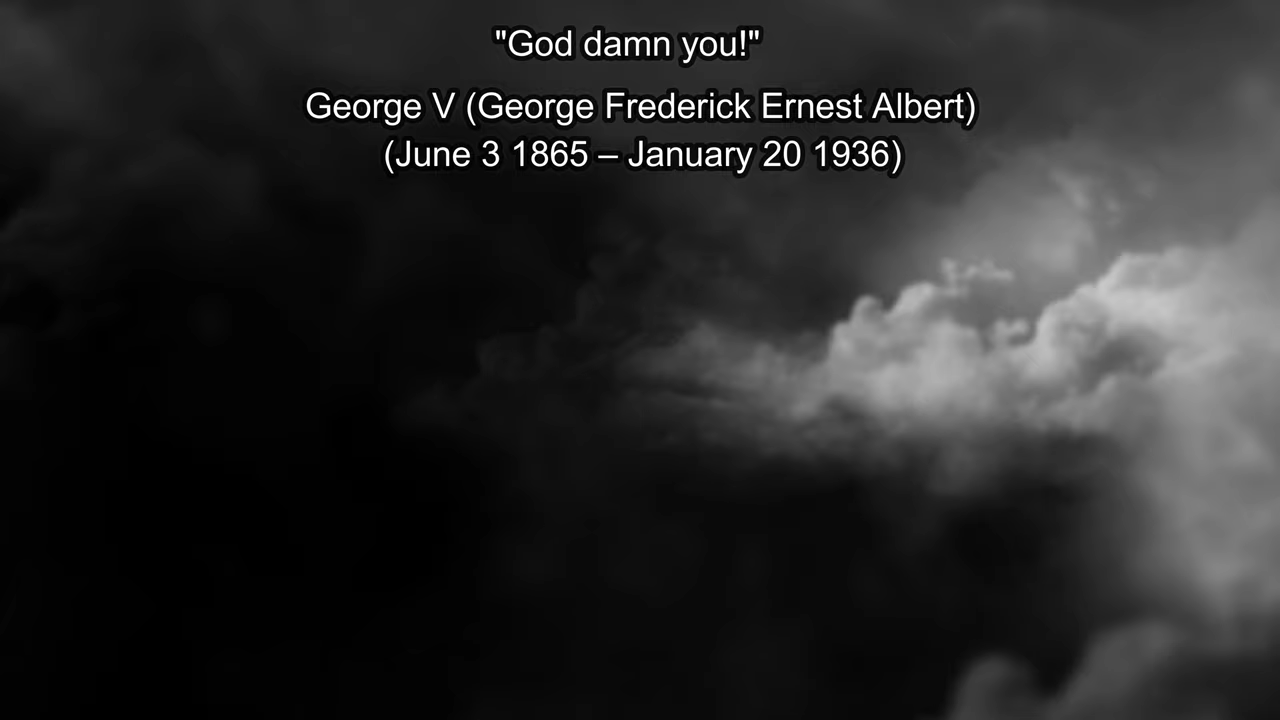 "God damn you!"
George V (George Frederick Ernest Albert)
(June 3 1865 – January 20 1936)